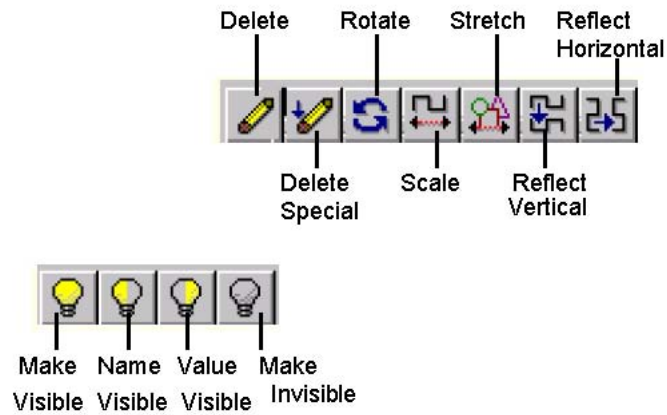 Delete
Rotate
Stretch
Reflect
Horizontal
Delete
Special
Scale
Reflect
Vertical
Make
Visible
Name
Visible
Value
Visible
Make
Invisible